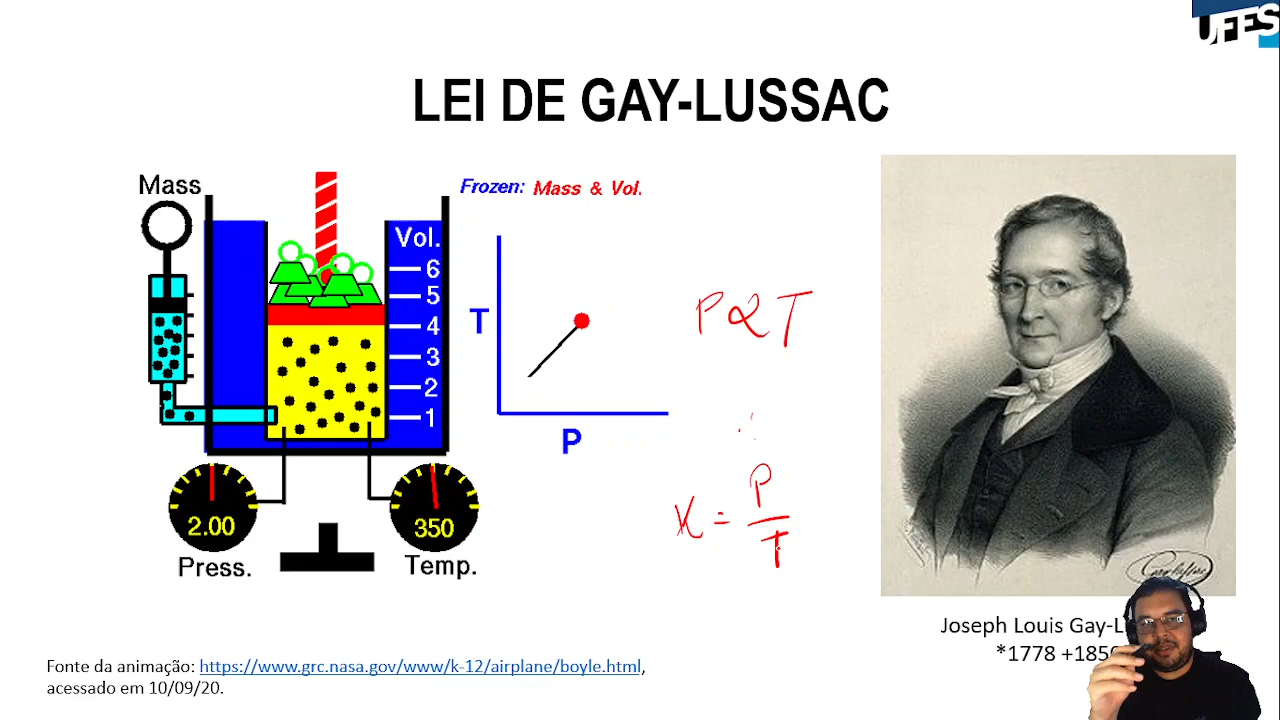 UFES
LEI DE GAY-LUSSAC
Mass
Frozen: Mass & Vol.
Vol.
6
5
4
3
2
1
T
P
P ∝ T
∴
K = P/T
2.00
350
Press.
Temp.
Joseph Louis Gay-L
*1778 +1850
Fonte da animação: https://www.grc.nasa.gov/www/k-12/airplane/boyle.html,
acessado em 10/09/20.